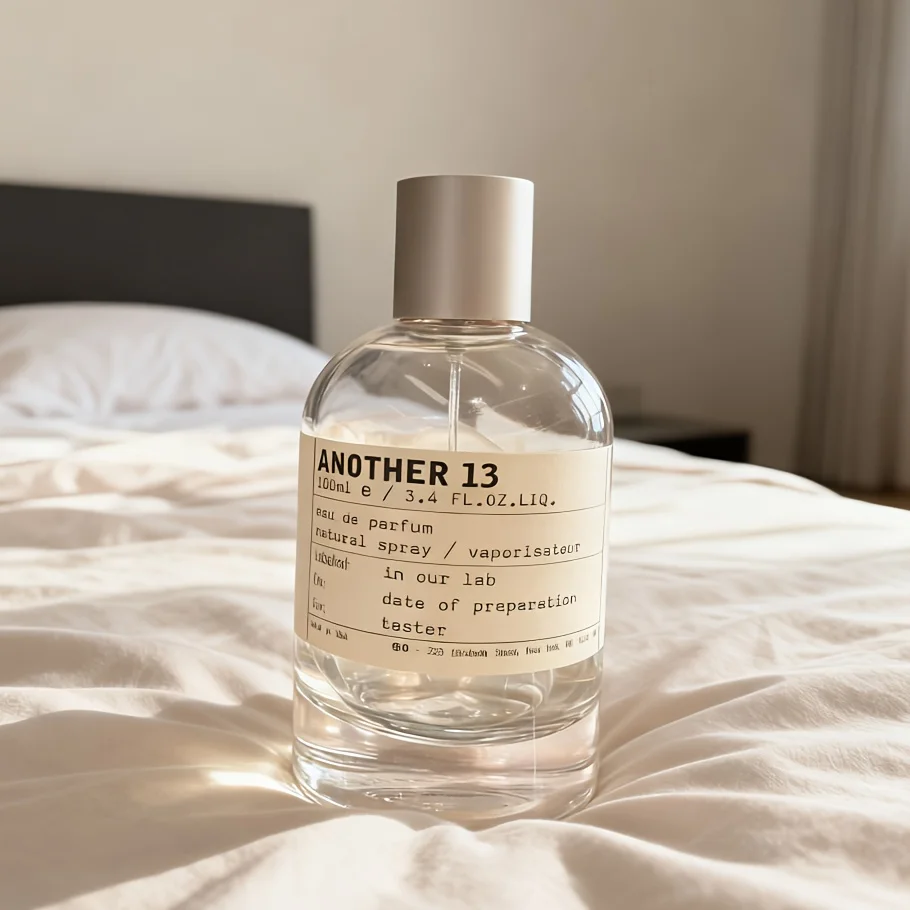 ANOTHER 13
100ml e / 3.4 FL.OZ.LIQ.
eau de parfum
natural spray / vaporisateur
in our lab
date of preparation
tester